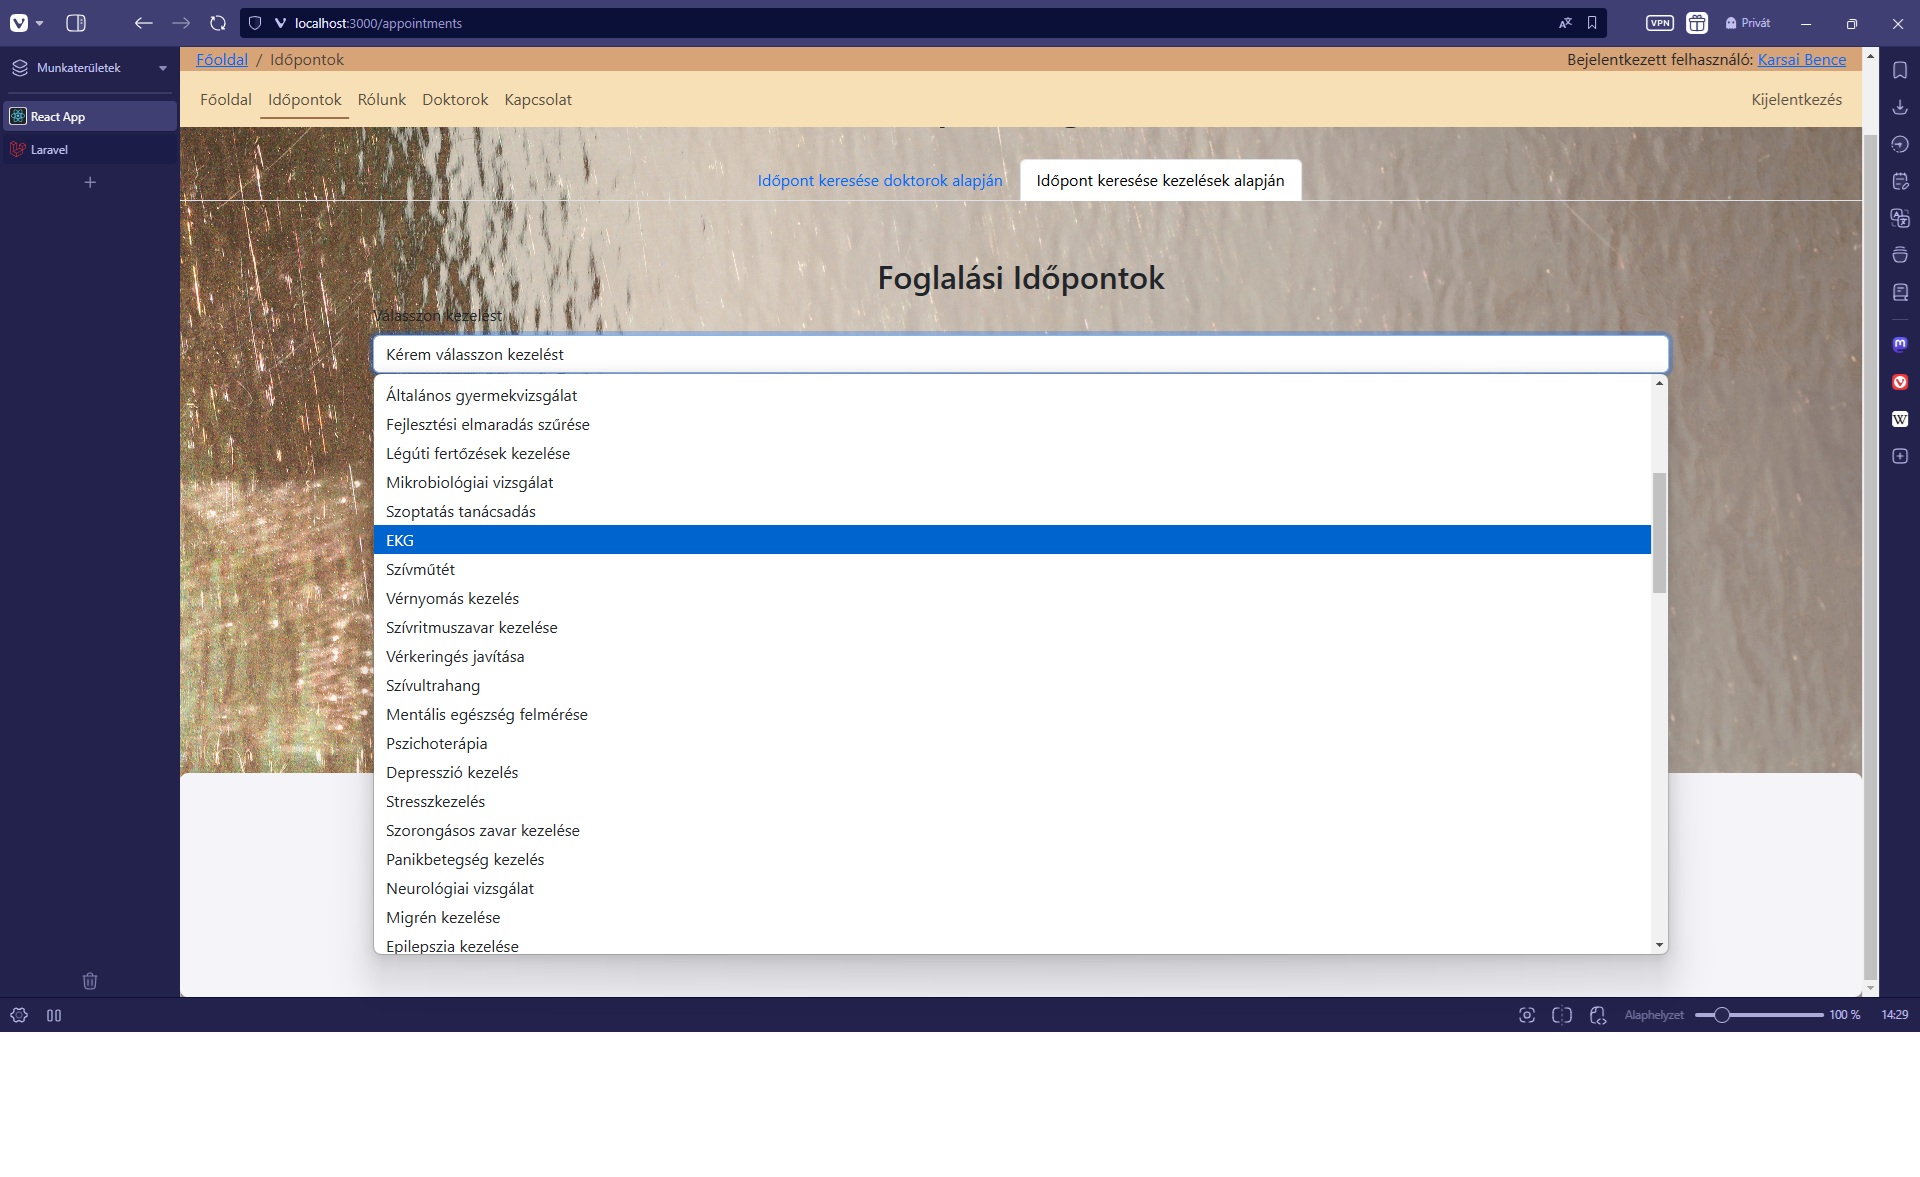 localhost:3000/appointments
VPN
Privát
Munkaterületek
React App
Laravel
Főoldal / Időpontok
Bejelentkezett felhasználó: Karsai Bence
Főoldal Időpontok Rólunk Doktorok Kapcsolat
Kijelentkezés
Időpont keresése doktorok alapján
Időpont keresése kezelések alapján
Foglalási Időpontok
Válasszon kezelést
Kérem válasszon kezelést
Általános gyermekvizsgálat
Fejlesztési elmaradás szűrése
Légúti fertőzések kezelése
Mikrobiológiai vizsgálat
Szoptatás tanácsadás
EKG
Szívműtét
Vérnyomás kezelés
Szívritmuszavar kezelése
Vérkeringés javítása
Szívultrahang
Mentális egészség felmérése
Pszichoterápia
Depresszió kezelés
Stresszkezelés
Szorongásos zavar kezelése
Panikbetegség kezelés
Neurológiai vizsgálat
Migrén kezelése
Epilepszia kezelése
Alaphelyzet
100 %
14:29